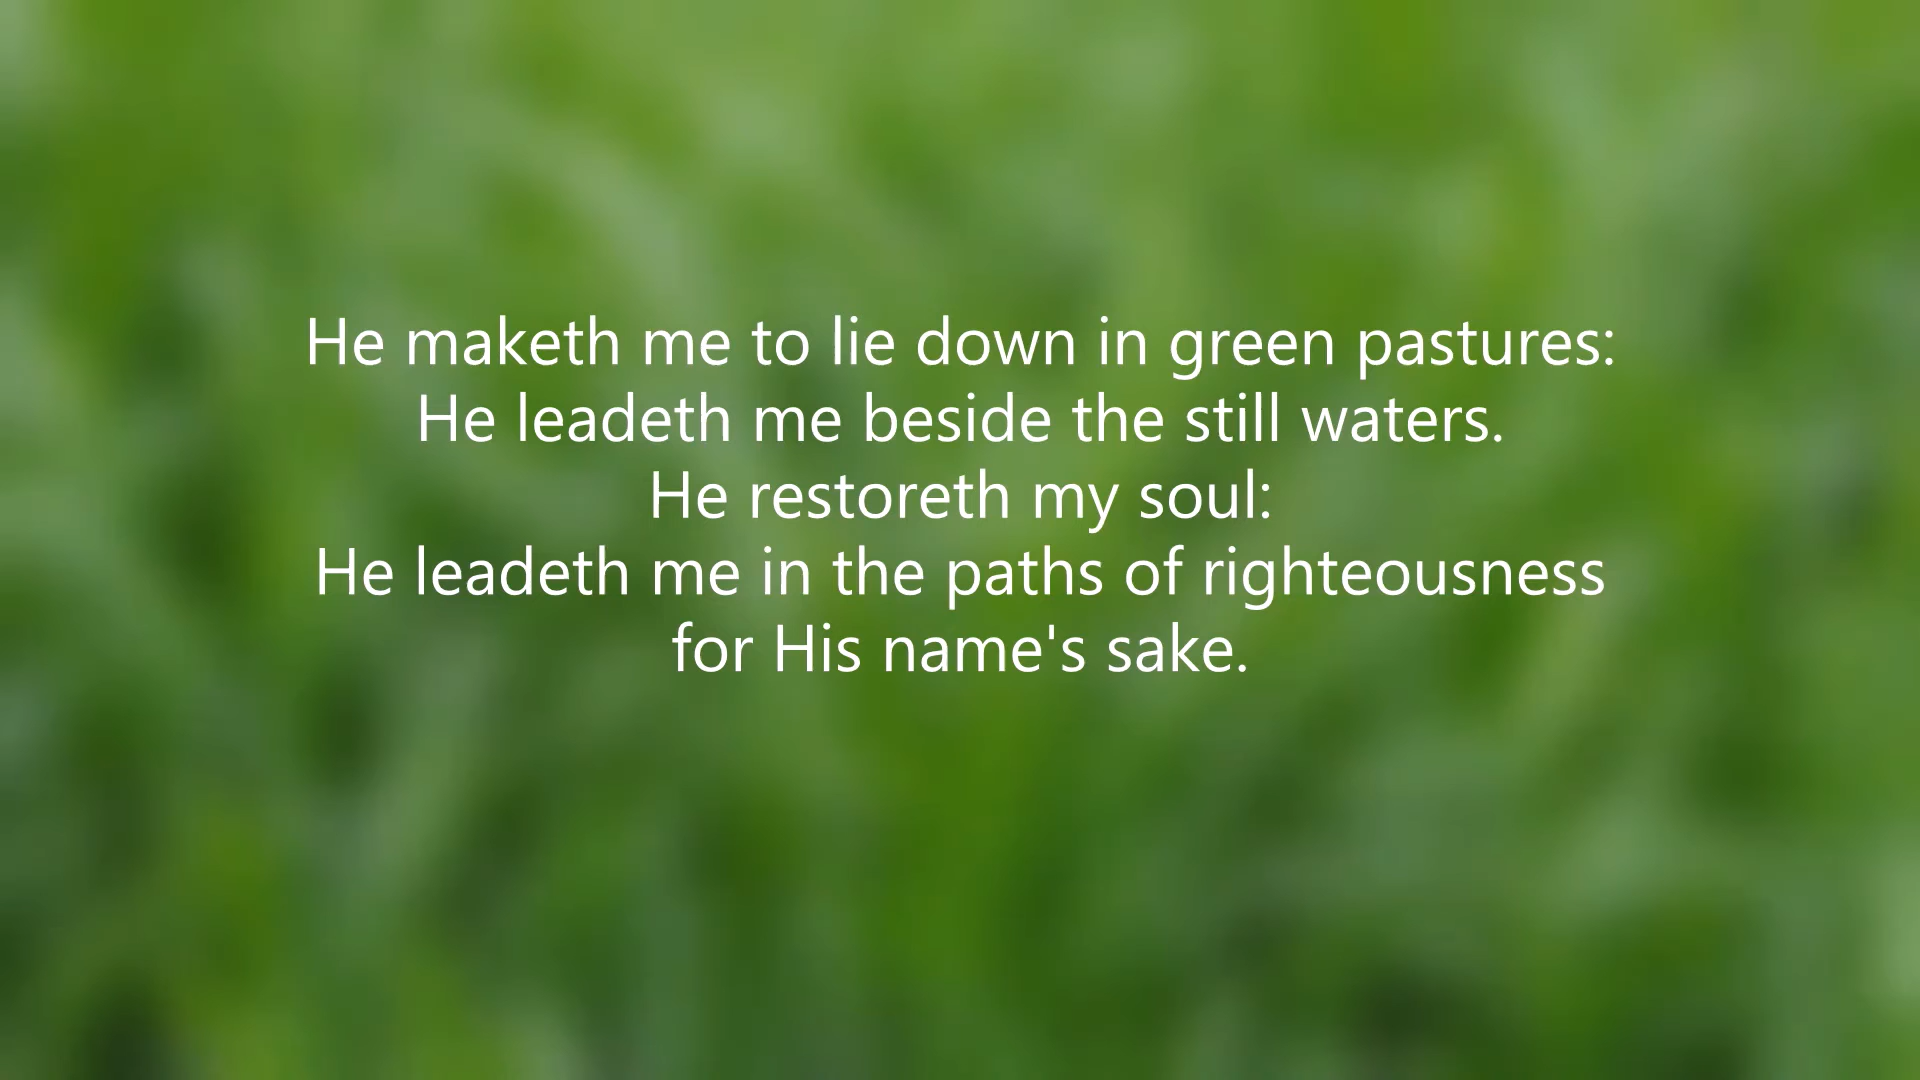 He maketh me to lie down in green pastures:
He leadeth me beside the still waters.
He restoreth my soul:
He leadeth me in the paths of righteousness
for His name's sake.